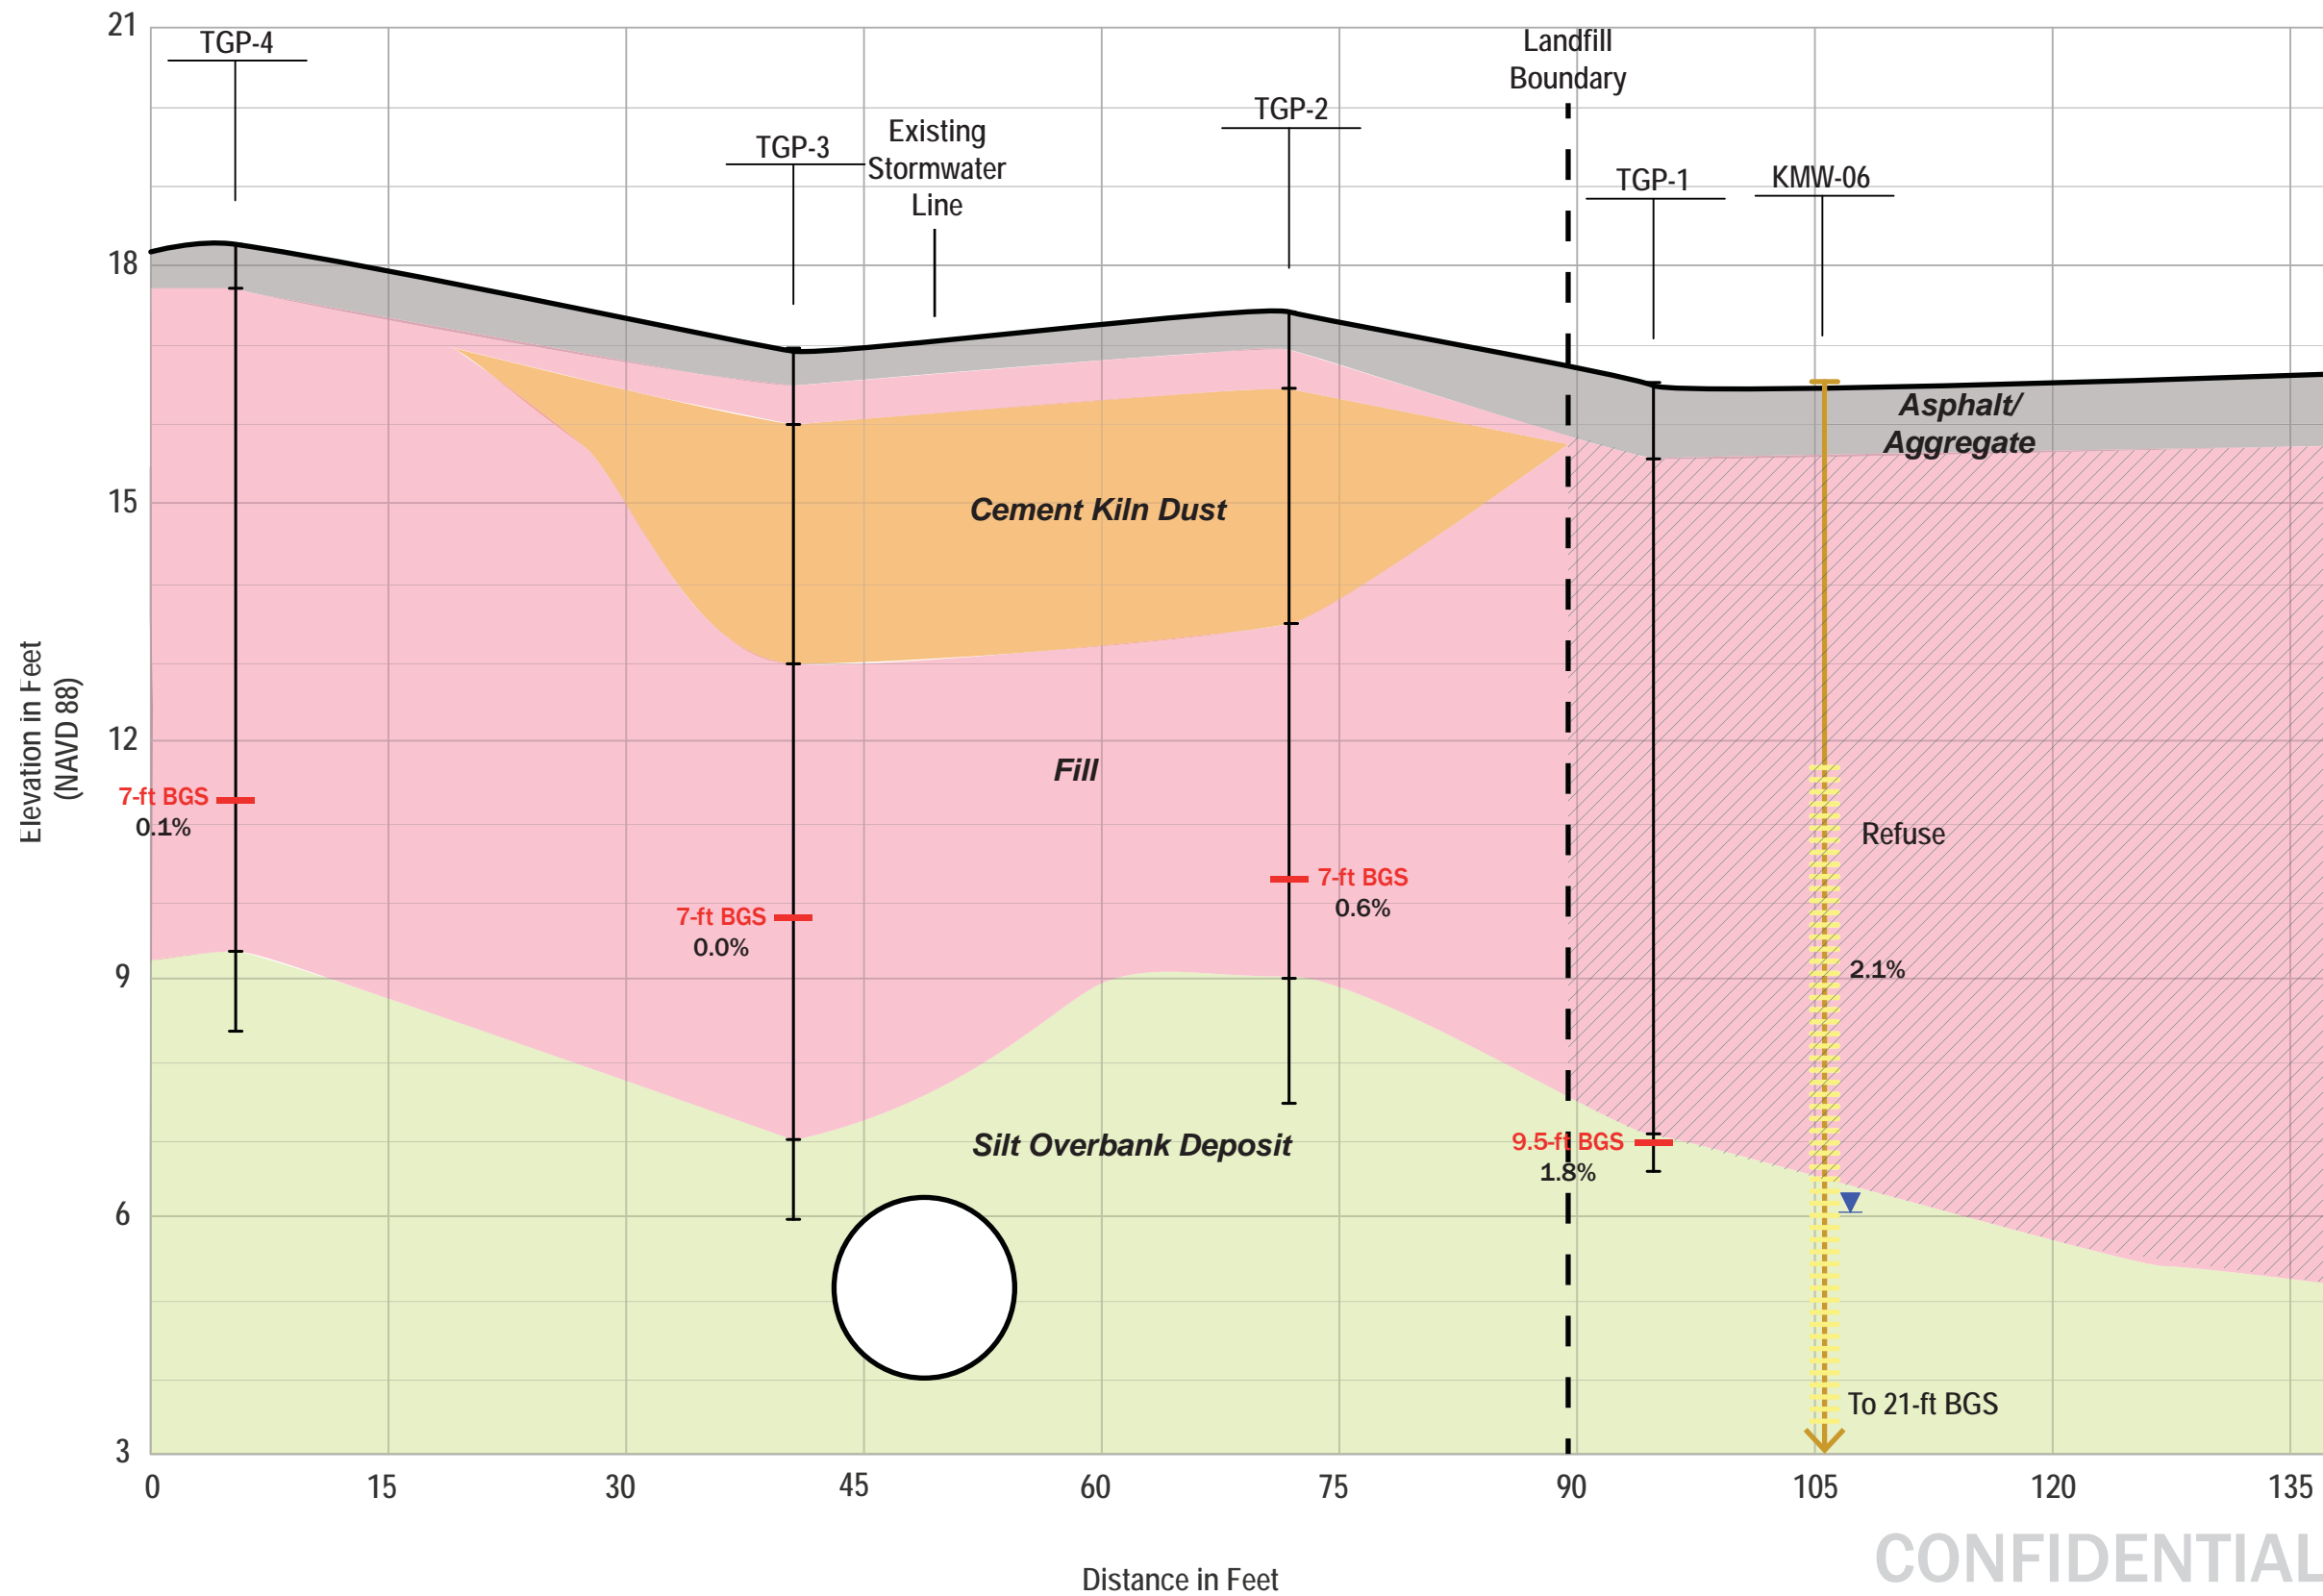 21
TGP-4
Landfill
Boundary
TGP-2
Existing
Stormwater
Line
TGP-3
TGP-1
KMW-06
18
Asphalt/
Aggregate
15
Cement Kiln Dust
12
Fill
Elevation in Feet
(NAVD 88)
7-ft BGS
0.1%
Refuse
7-ft BGS
0.6%
7-ft BGS
0.0%
9
2.1%
Silt Overbank Deposit
9.5-ft BGS
1.8%
6
To 21-ft BGS
3
0 15 30 45 60 75 90 105 120 135
CONFIDENTIAL
Distance in Feet